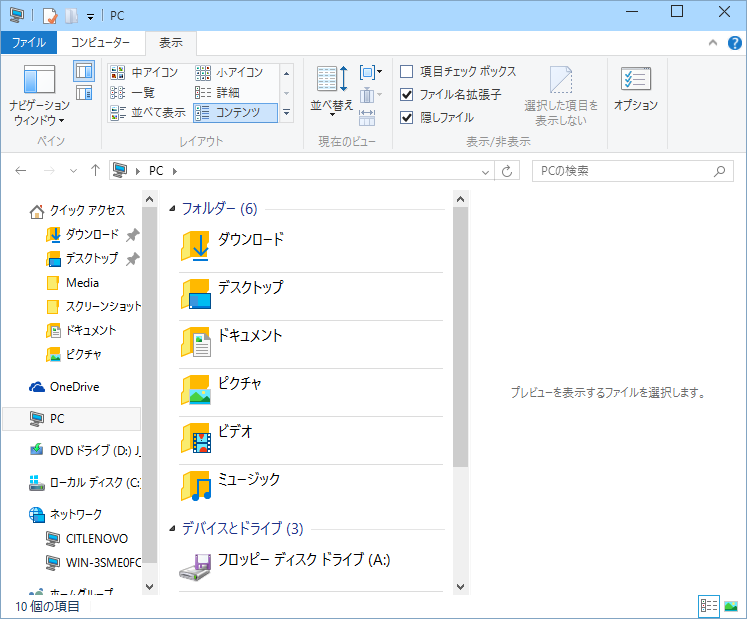 PC
ファイル
コンピューター
表示
ナビゲーション
ウィンドウ
ペイン
中アイコン
小アイコン
一覧
詳細
並べて表示
コンテンツ
レイアウト
並べ替え
現在のビュー
項目チェック ボックス
ファイル名拡張子
隠しファイル
選択した項目を
表示しない
表示/非表示
オプション
PC
PCの検索
クイック アクセス
ダウンロード
デスクトップ
Media
スクリーンショット
ドキュメント
ピクチャ
OneDrive
PC
DVD ドライブ (D:) J_
ローカル ディスク (C:
ネットワーク
CITLENOVO
WIN-3SME0FC
ホームグループ
フォルダー (6)
ダウンロード
デスクトップ
ドキュメント
ピクチャ
ビデオ
ミュージック
デバイスとドライブ (3)
フロッピー ディスク ドライブ (A:)
プレビューを表示するファイルを選択します。
10 個の項目